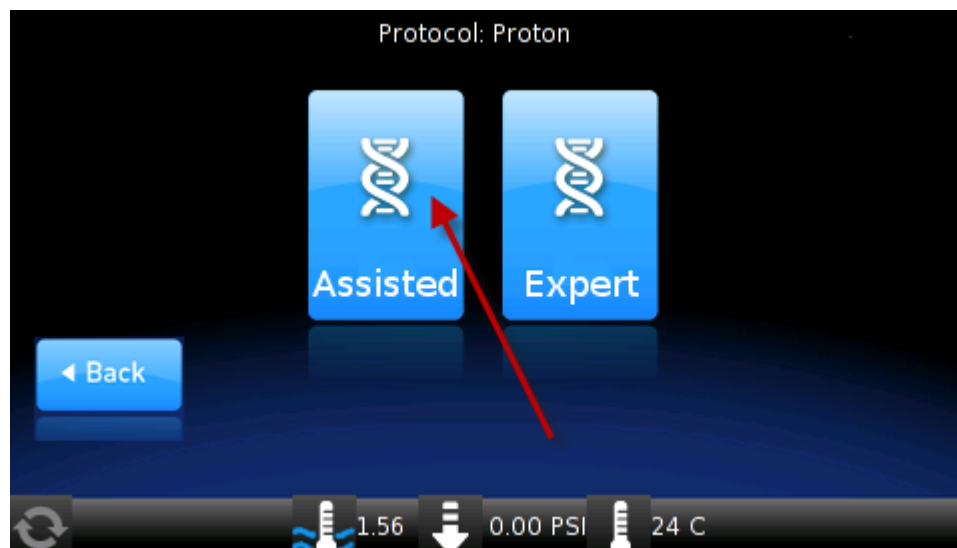 Protocol: Proton
Assisted
Expert
Back
1.56
0.00 PSI
24 C